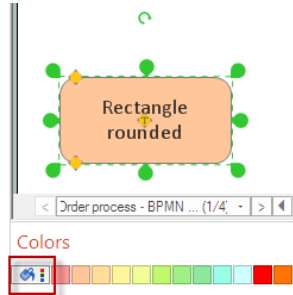 Rectangle
rounded
T
Order process - BPMN ... (1/4)
Colors